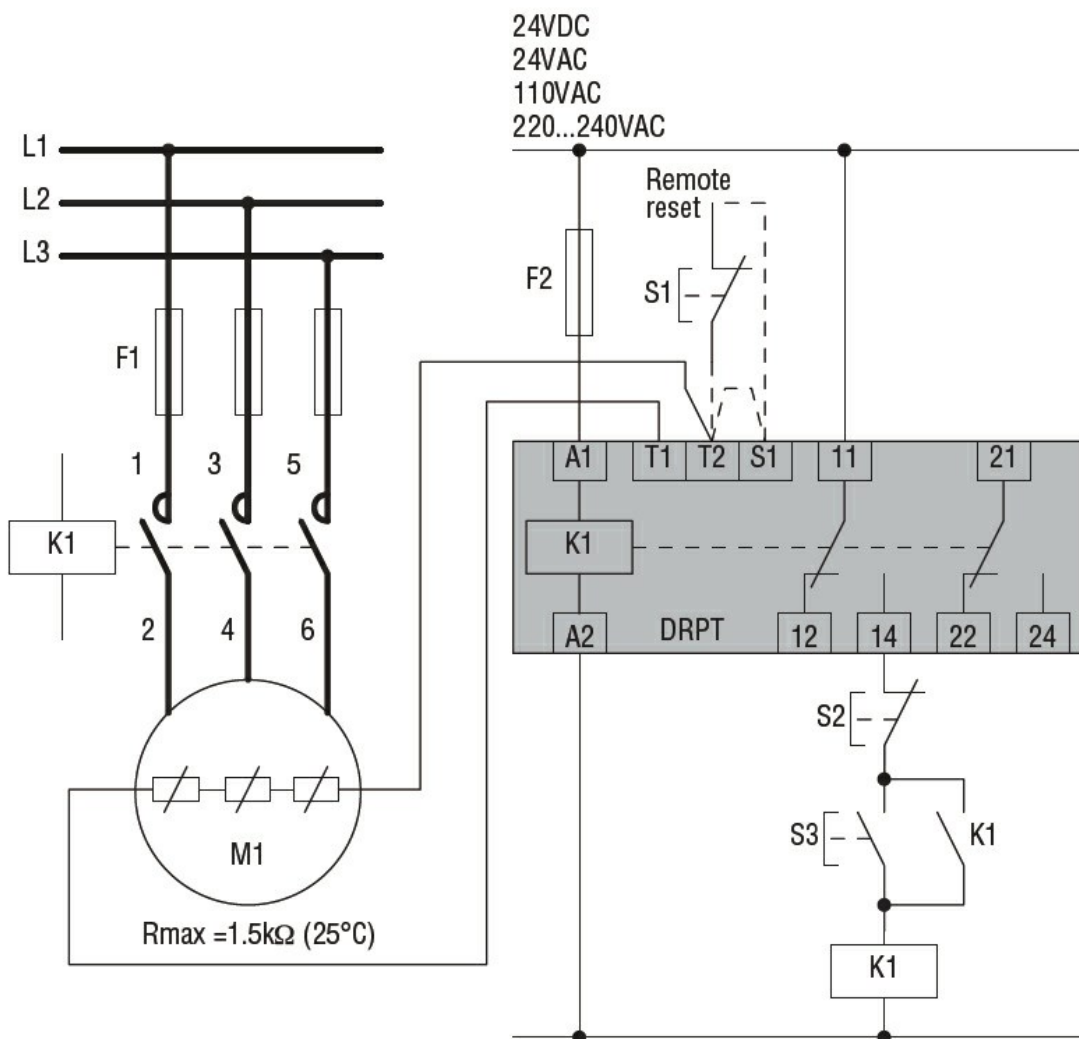 24VDC
24VAC
110VAC
220...240VAC
L1
L2
L3
Remote
reset
F1
F2
S1
1 3 5
A1 T1 T2 S1 11 21
K1
K1
2 4 6
A2 DRPT 12 14 22 24
S2
M1
S3 K1
Rmax =1.5kΩ (25°C)
K1